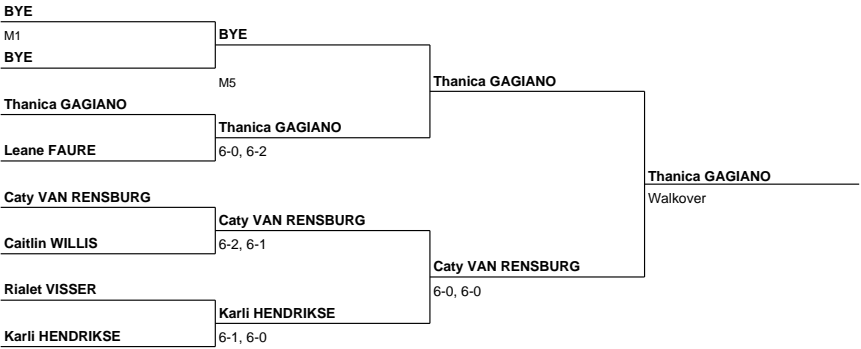 BYE
M1
BYE
BYE
M5
Thanica GAGIANO
Leane FAURE
Thanica GAGIANO
6-0, 6-2
Thanica GAGIANO
Caty VAN RENSBURG
Caitlin WILLIS
Caty VAN RENSBURG
6-2, 6-1
Rialet VISSER
Karli HENDRIKSE
Karli HENDRIKSE
6-1, 6-0
Caty VAN RENSBURG
6-0, 6-0
Thanica GAGIANO
Walkover